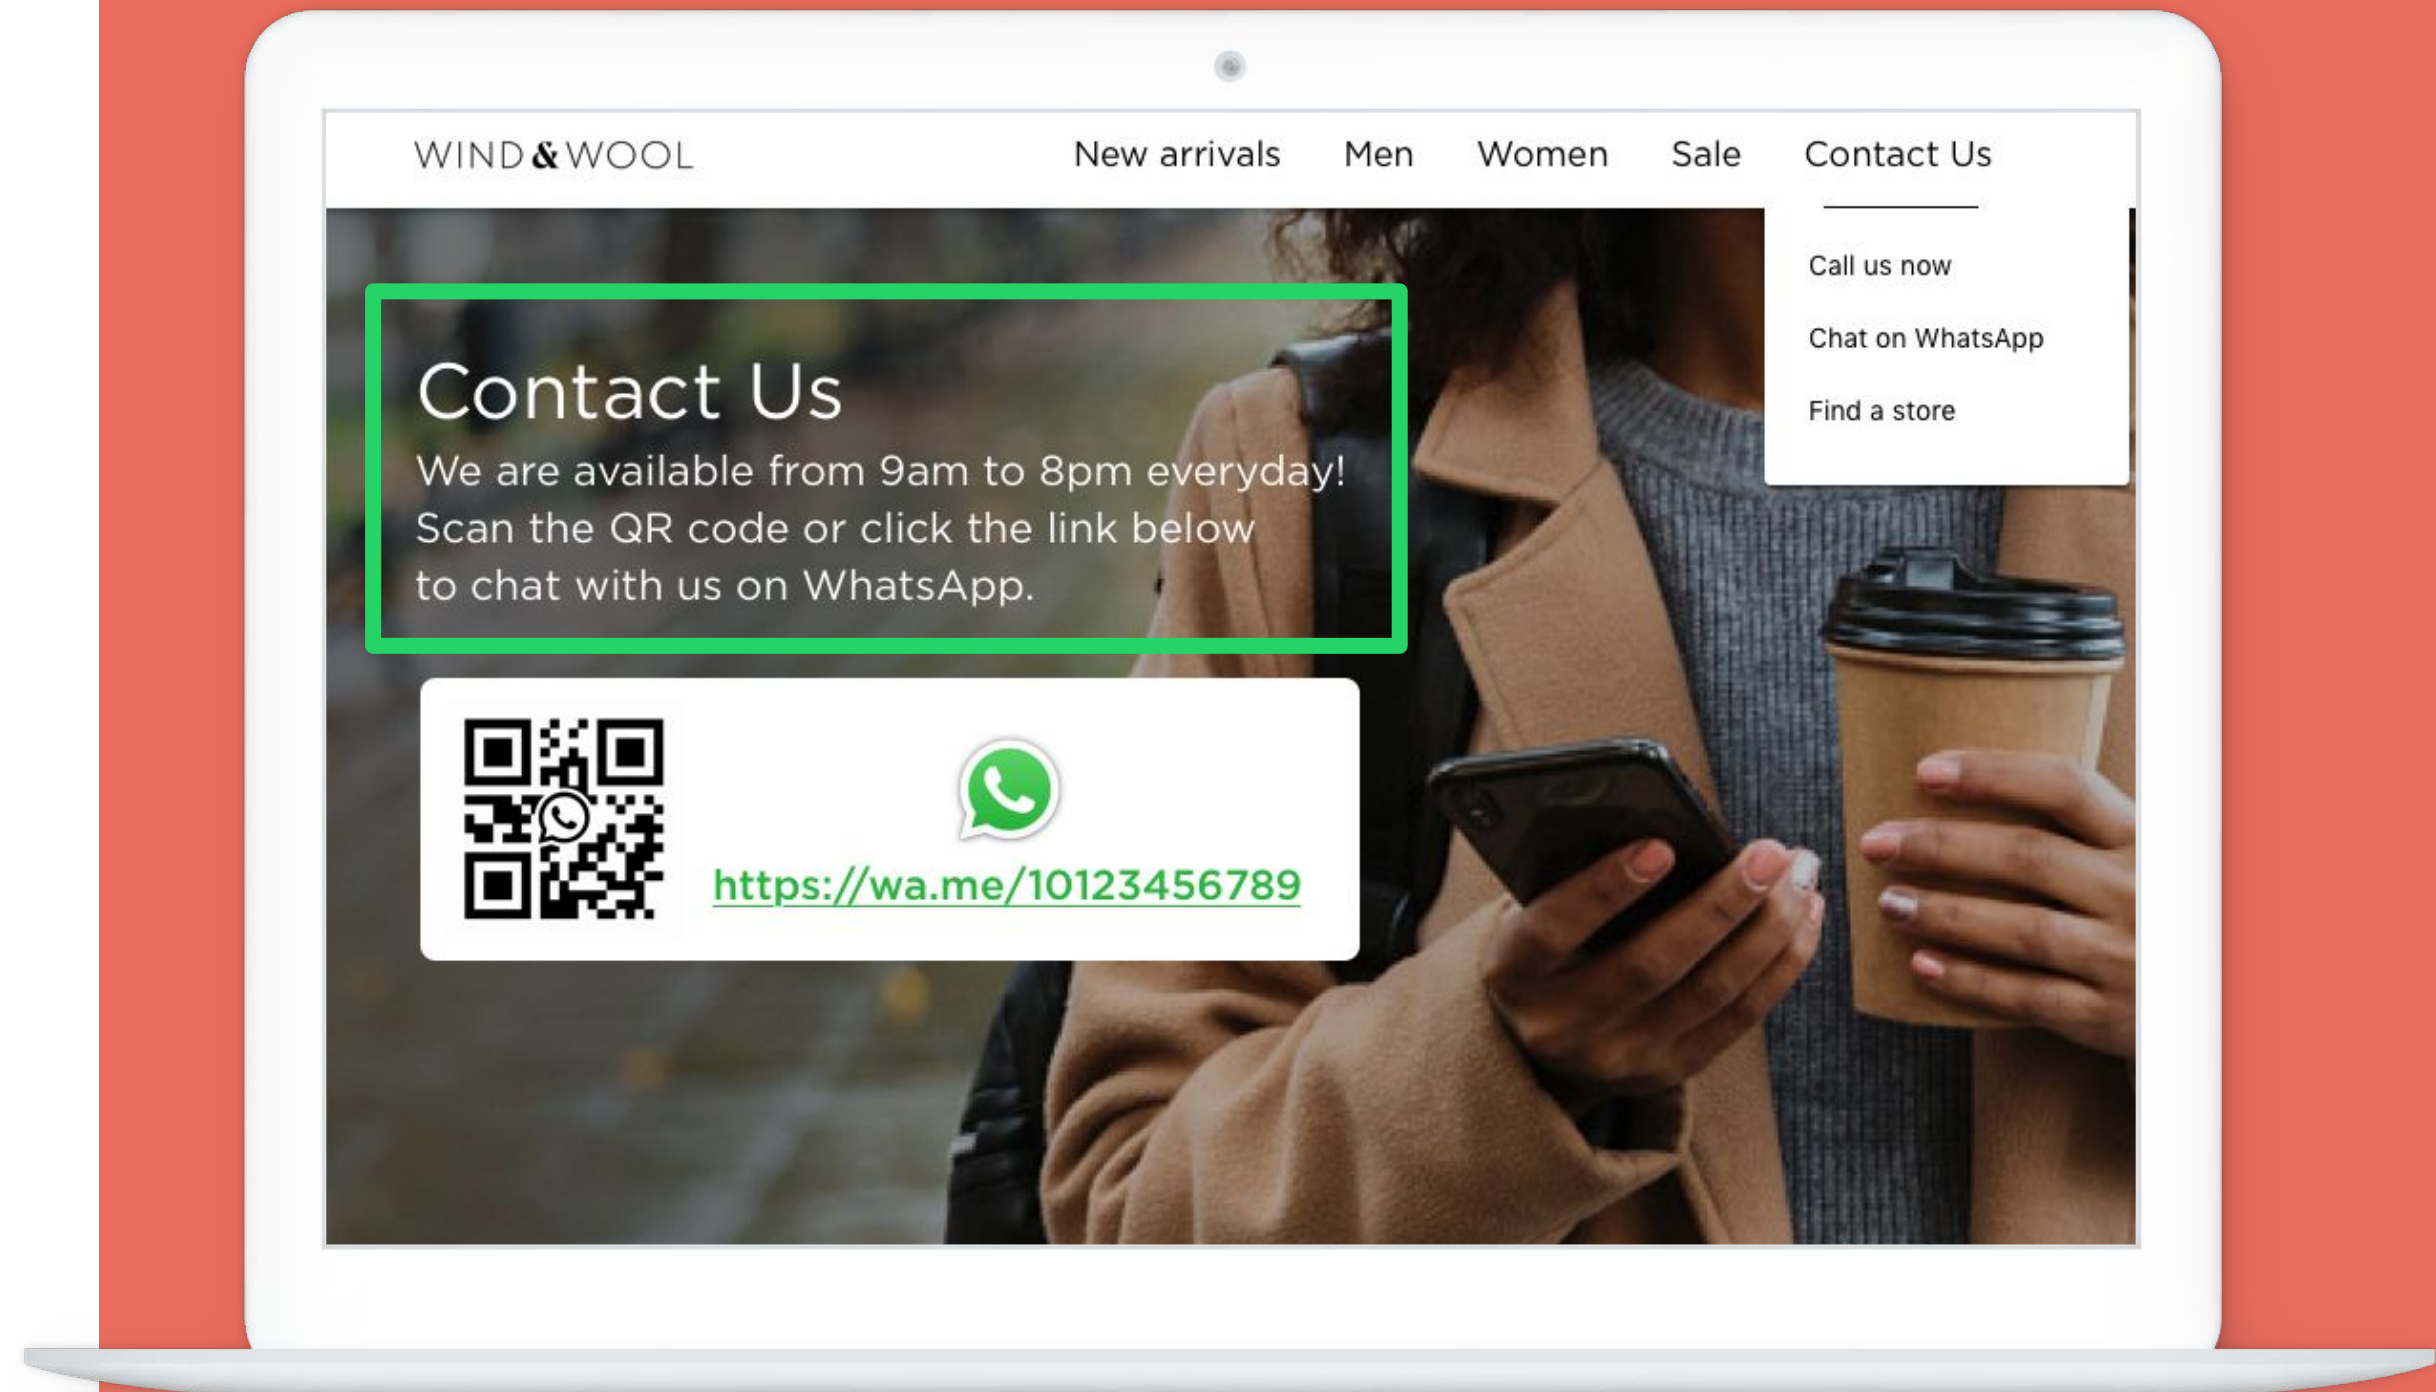 WIND&WOOL
New arrivals
Men
Women
Sale
Contact Us
Call us now
Chat on WhatsApp
Find a store
Contact Us
We are available from 9am to 8pm everyday!
Scan the QR code or click the link below
to chat with us on WhatsApp.
https://wa.me/10123456789